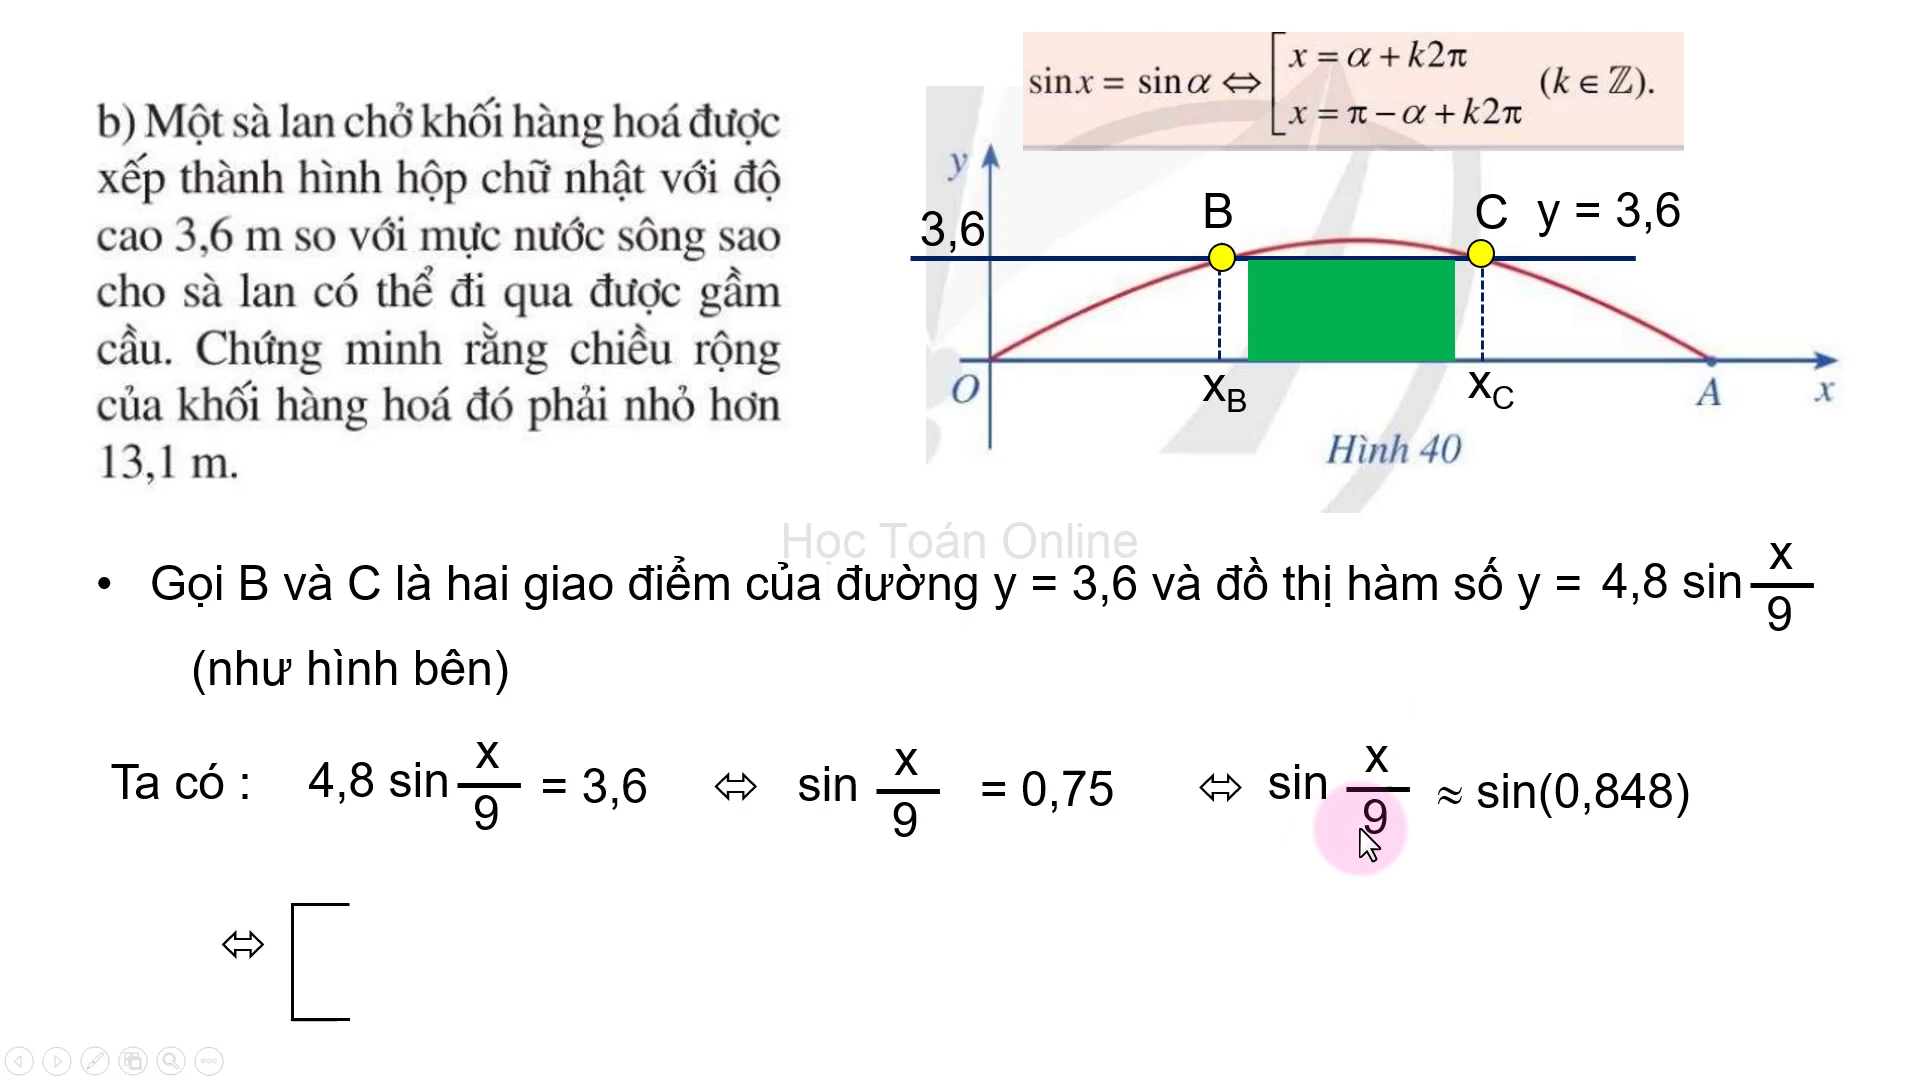 sin x = sin α ⇔ [ x = α + k2π
x = π − α + k2π (k ∈ ℤ).
b) Một sà lan chở khối hàng hoá được
xếp thành hình hộp chữ nhật với độ
cao 3,6 m so với mực nước sông sao
cho sà lan có thể đi qua được gầm
cầu. Chứng minh rằng chiều rộng
của khối hàng hoá đó phải nhỏ hơn
13,1 m.
y
3,6 B C y = 3,6
O x_B x_C A x
Hình 40
Học Toán Online
• Gọi B và C là hai giao điểm của đường y = 3,6 và đồ thị hàm số y = 4,8 sin x/9
(như hình bên)
Ta có : 4,8 sin x/9 = 3,6 ⇔ sin x/9 = 0,75 ⇔ sin x/9 ≈ sin(0,848)
⇔ [